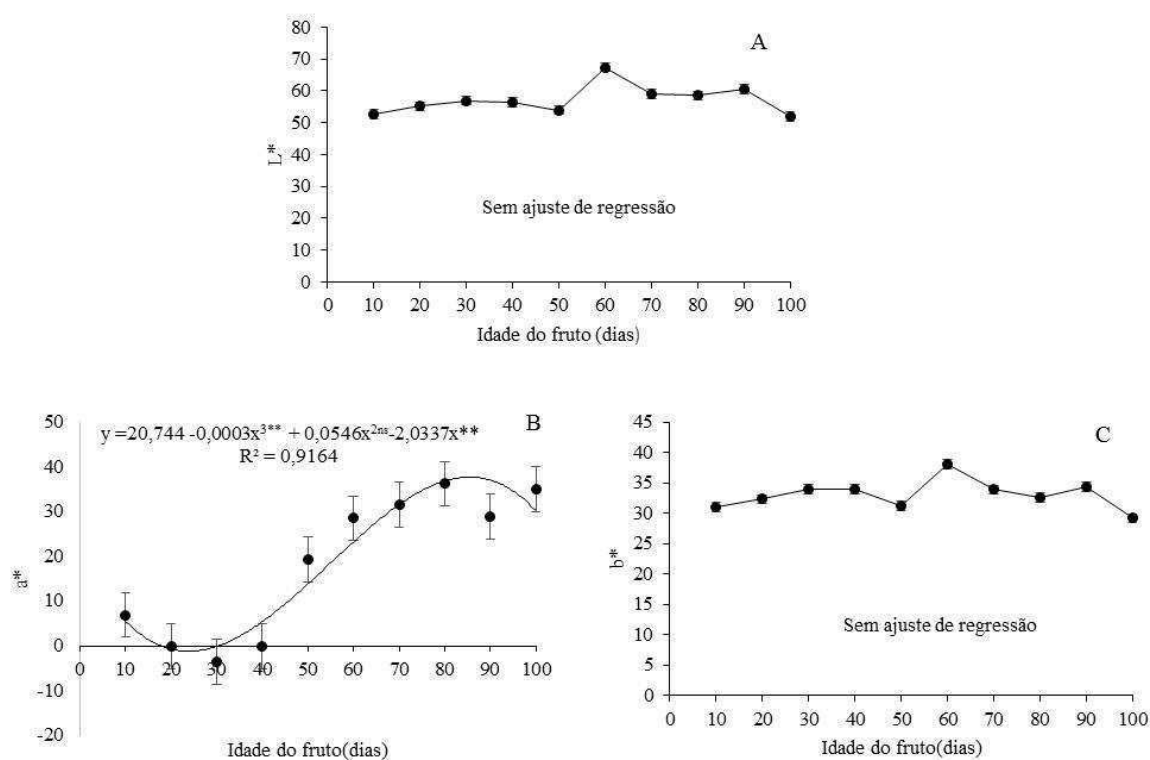 A
80
70
60
50
40
30
20
10
0
L*
Sem ajuste de regressão
0 10 20 30 40 50 60 70 80 90 100
Idade do fruto (dias)
B
50
40
30
20
10
0
-10
-20
a*
y =20,744 -0,0003x³** + 0,0546x²ⁿˢ-2,0337x**
R² = 0,9164
0 10 20 30 40 50 60 70 80 90 100
Idade do fruto(dias)
C
45
40
35
30
25
20
15
10
5
0
b*
Sem ajuste de regressão
0 10 20 30 40 50 60 70 80 90 100
Idade do fruto(dias)